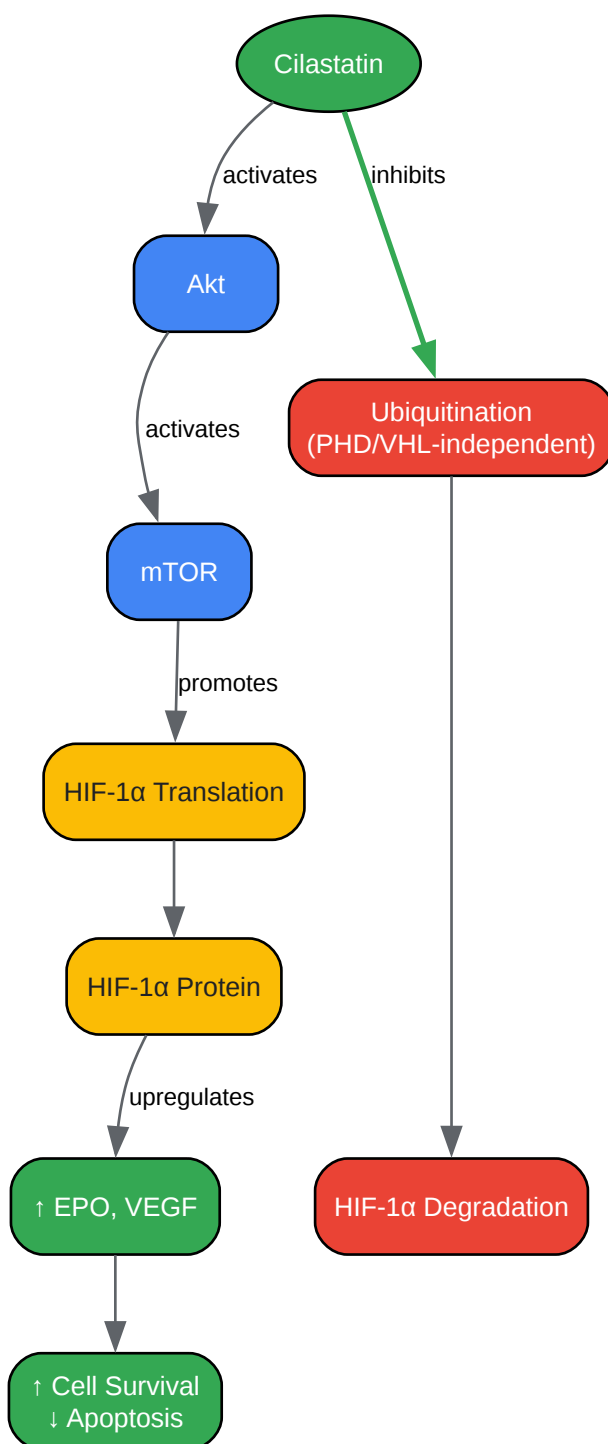 Cilastatin
activates
inhibits
Akt
Ubiquitination
(PHD/VHL-independent)
activates
mTOR
promotes
HIF-1α Translation
HIF-1α Protein
upregulates
↑ EPO, VEGF
HIF-1α Degradation
↑ Cell Survival
↓ Apoptosis